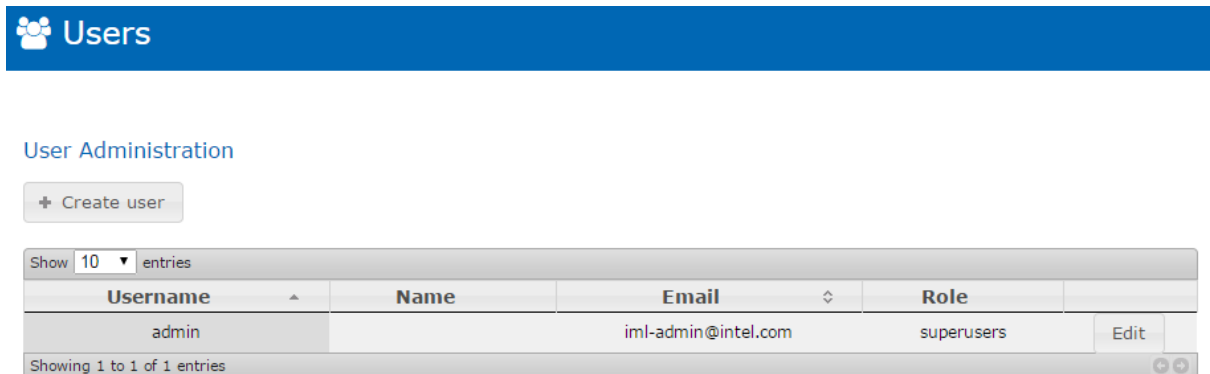 Users
User Administration
+ Create user
Show 10 entries
Username Name Email Role
admin iml-admin@intel.com superusers Edit
Showing 1 to 1 of 1 entries